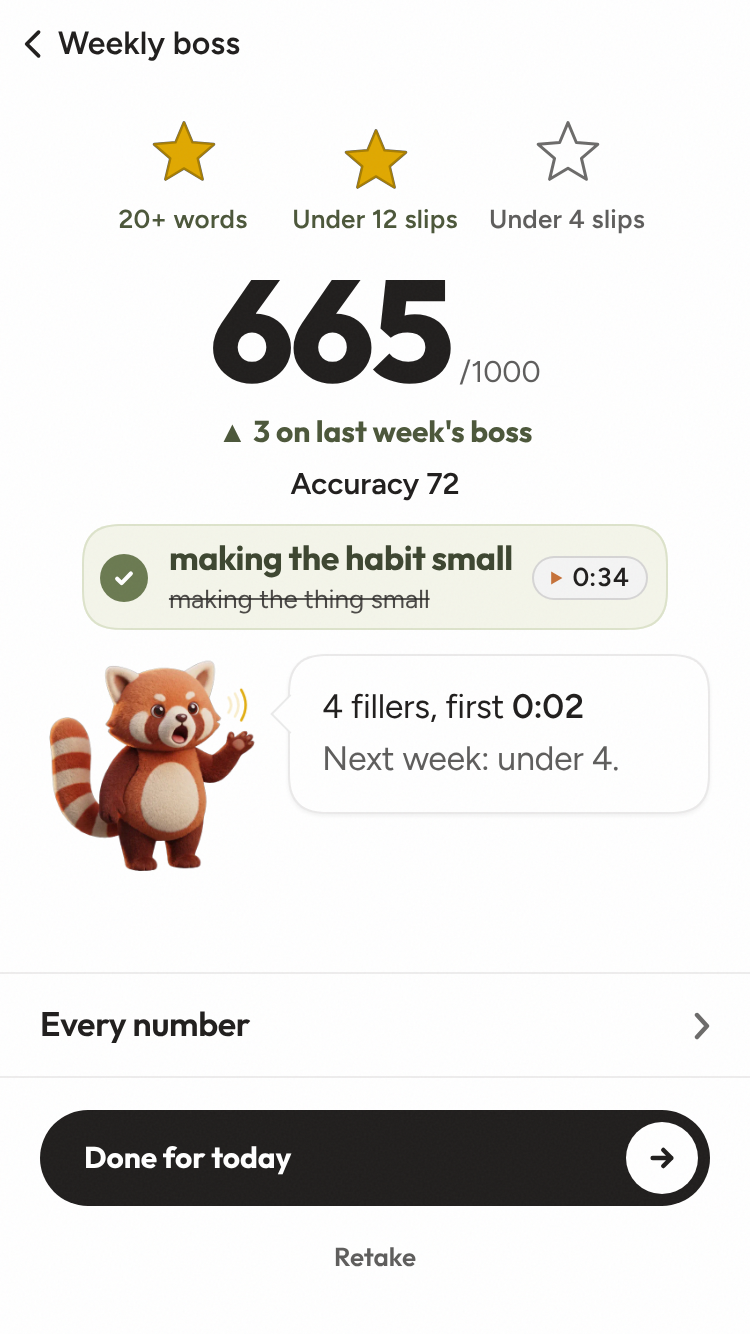 Weekly boss
20+ words
Under 12 slips
Under 4 slips
665 /1000
▲ 3 on last week's boss
Accuracy 72
making the habit small
making the thing small
0:34
4 fillers, first 0:02
Next week: under 4.
Every number
Done for today
Retake